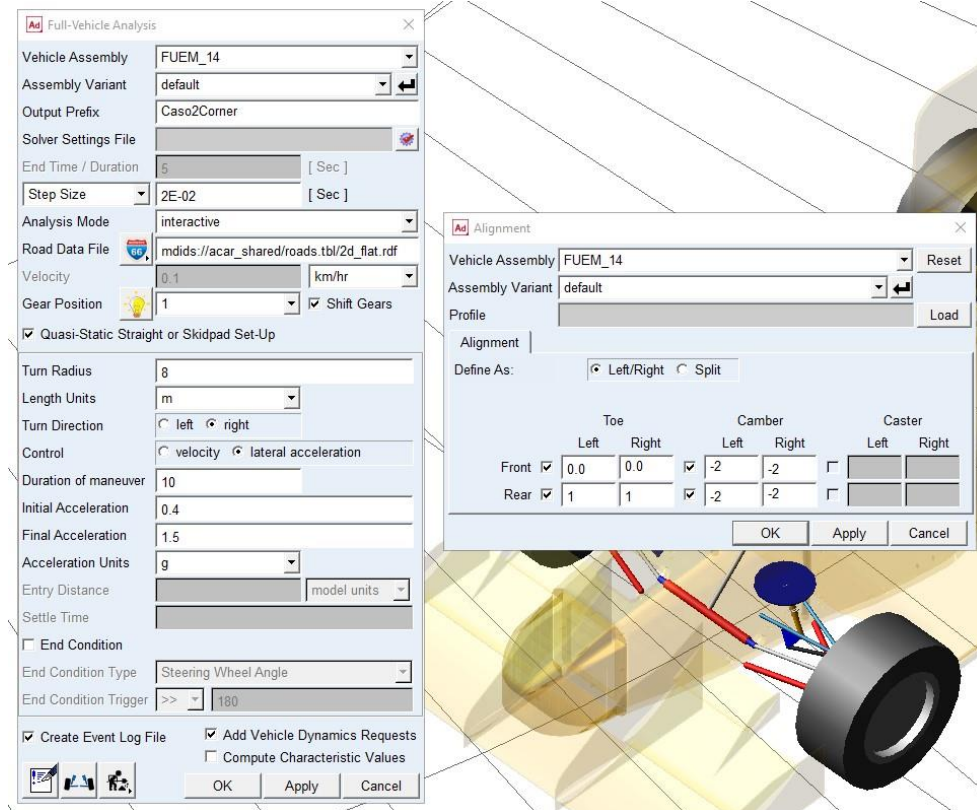 Ad Full-Vehicle Analysis
Vehicle Assembly FUEM_14
Assembly Variant default
Output Prefix Caso2Corner
Solver Settings File
End Time / Duration 5 [ Sec ]
Step Size 2E-02 [ Sec ]
Analysis Mode interactive
Road Data File 66 mdids://acar_shared/roads.tbl/2d_flat.rdf
Velocity 0.1 km/hr
Gear Position 1 Shift Gears
Quasi-Static Straight or Skidpad Set-Up
Turn Radius 8
Length Units m
Turn Direction left right
Control velocity lateral acceleration
Duration of maneuver 10
Initial Acceleration 0.4
Final Acceleration 1.5
Acceleration Units g
Entry Distance model units
Settle Time
End Condition
End Condition Type Steering Wheel Angle
End Condition Trigger >> 180
Create Event Log File Add Vehicle Dynamics Requests
Compute Characteristic Values
OK Apply Cancel
Ad Alignment
Vehicle Assembly FUEM_14 Reset
Assembly Variant default
Profile Load
Alignment
Define As: Left/Right Split
Toe Camber Caster
Left Right Left Right Left Right
Front 0.0 0.0 -2 -2
Rear 1 1 -2 -2
OK Apply Cancel